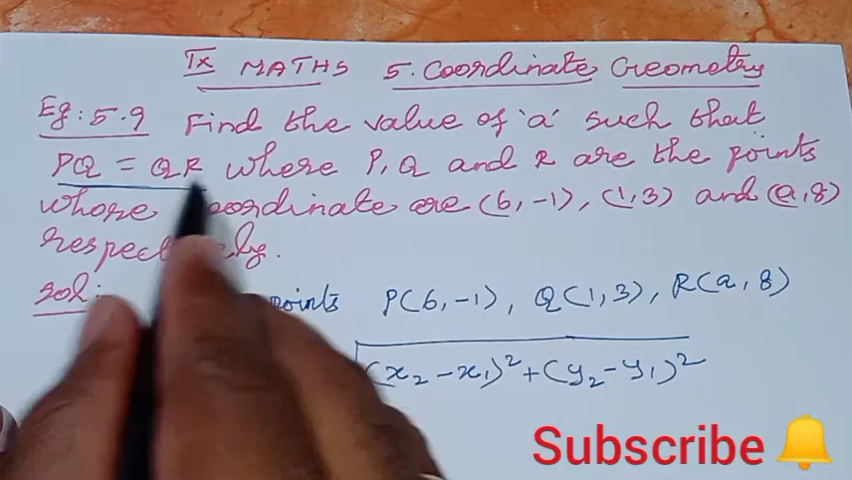 IX MATHS 5. Coordinate Geometry
Eg: 5.9 Find the value of 'a' such that
PQ = QR where P, Q and R are the points
whose coordinate are (6, -1), (1, 3) and (a, 8)
respectively.
Sol: points P(6, -1), Q(1, 3), R(a, 8)
√(x₂ - x₁)² + (y₂ - y₁)²
Subscribe